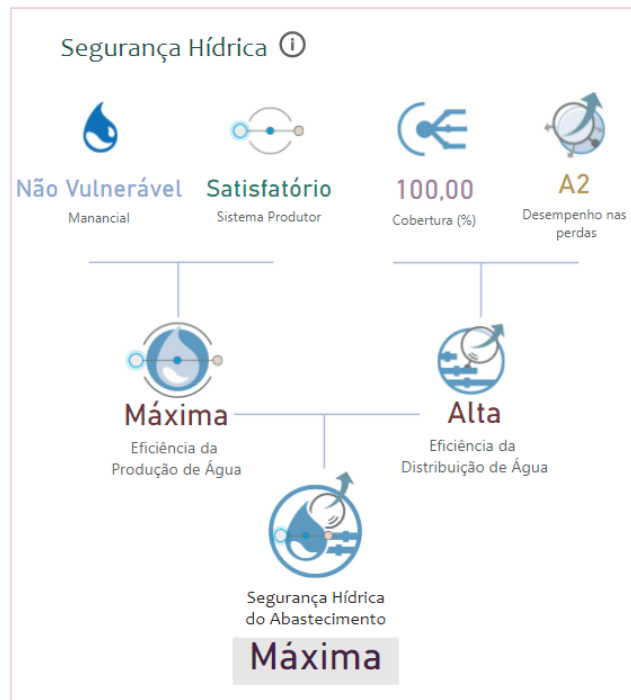 Segurança Hídrica
Não Vulnerável
Manancial
Satisfatório
Sistema Produtor
100,00
Cobertura (%)
A2
Desempenho nas
perdas
Máxima
Eficiência da
Produção de Água
Alta
Eficiência da
Distribuição de Água
Segurança Hídrica
do Abastecimento
Máxima